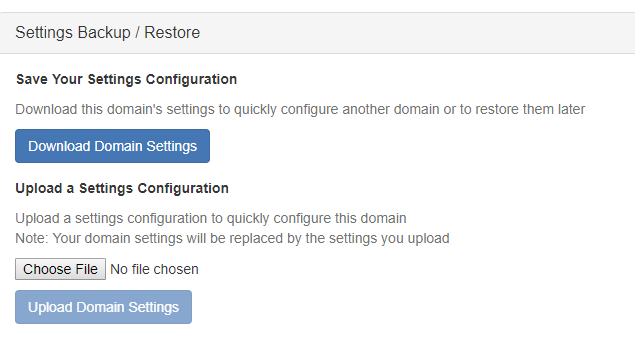 Settings Backup / Restore
Save Your Settings Configuration
Download this domain's settings to quickly configure another domain or to restore them later
Download Domain Settings
Upload a Settings Configuration
Upload a settings configuration to quickly configure this domain
Note: Your domain settings will be replaced by the settings you upload
Choose File No file chosen
Upload Domain Settings